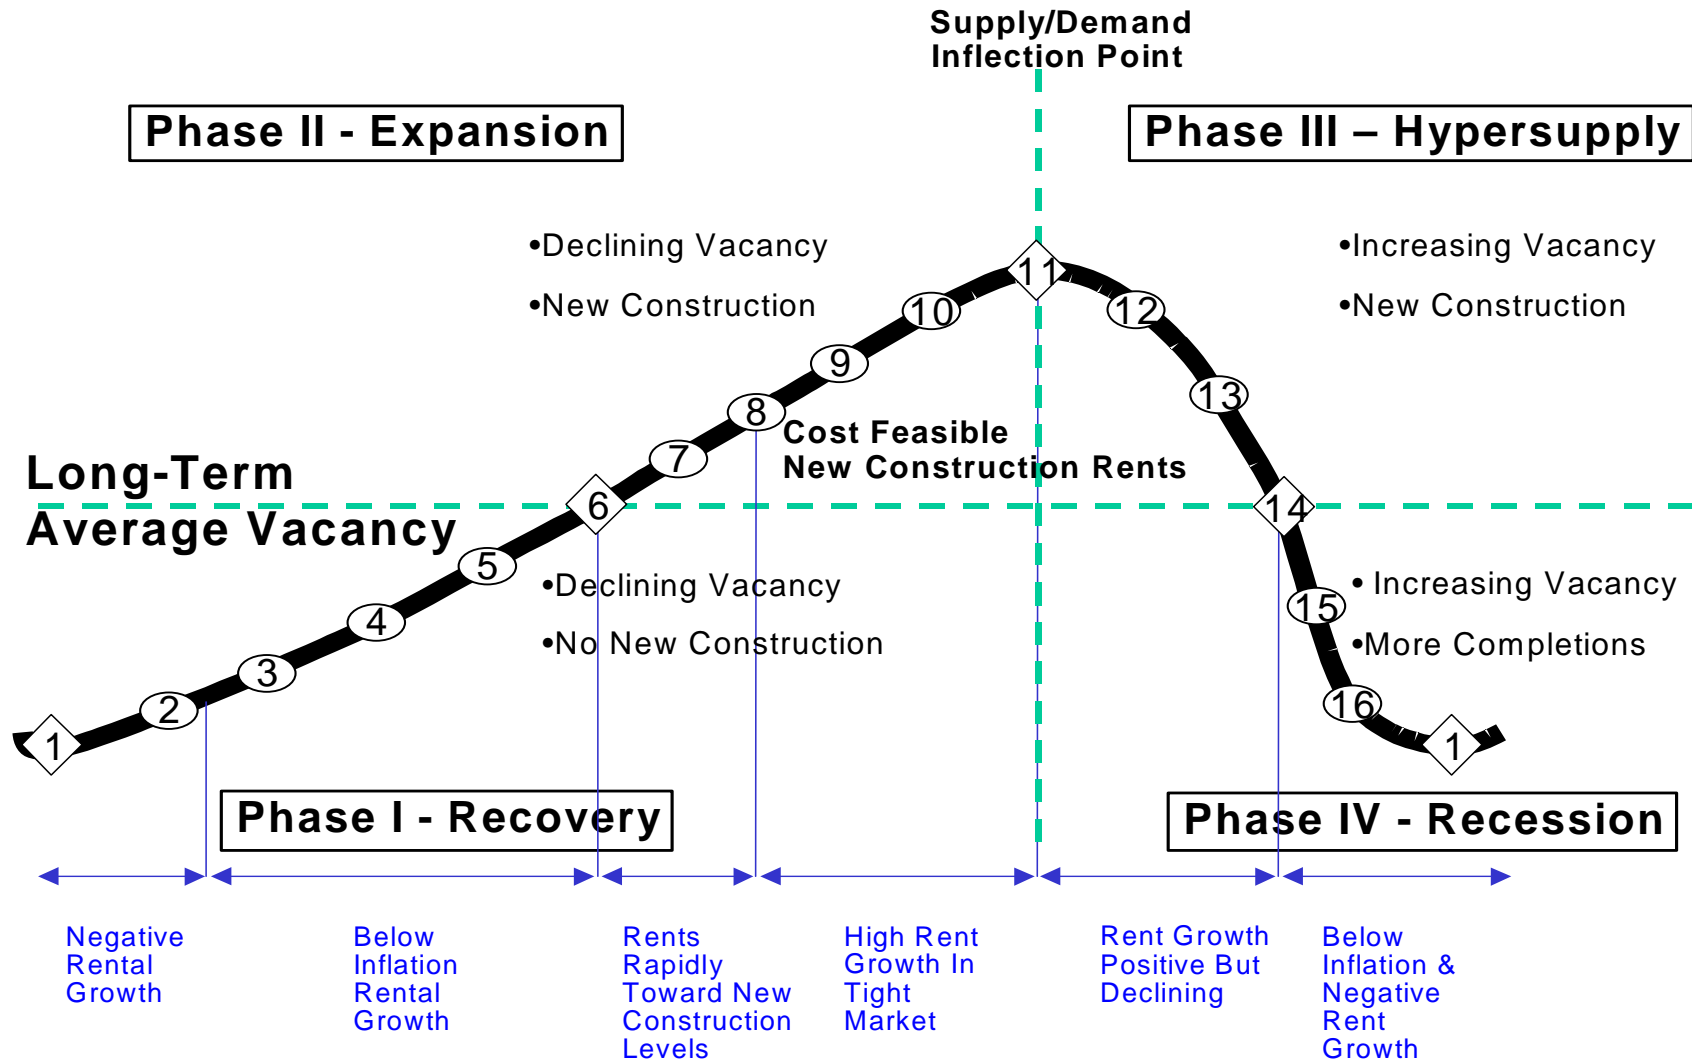 Supply/Demand
Inflection Point
Phase II - Expansion
Phase III – Hypersupply
•Declining Vacancy
•New Construction
•Increasing Vacancy
•New Construction
11
10
12
9
13
8
Cost Feasible
New Construction Rents
7
Long-Term
Average Vacancy
6
14
5
•Declining Vacancy
•No New Construction
• Increasing Vacancy
•More Completions
4
15
3
2
16
1
1
Phase I - Recovery
Phase IV - Recession
Negative
Rental
Growth
Below
Inflation
Rental
Growth
Rents
Rapidly
Toward New
Construction
Levels
High Rent
Growth In
Tight
Market
Rent Growth
Positive But
Declining
Below
Inflation &
Negative
Rent
Growth